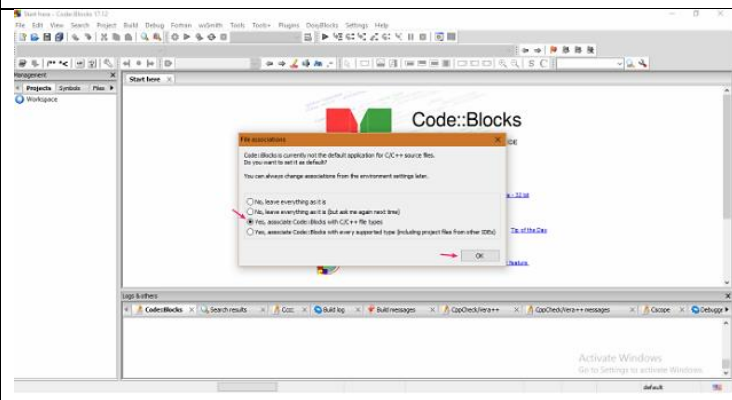 Start here - Code::Blocks 17.12
File Edit View Search Project Build Debug Fortran wxSmith Tools Tools+ Plugins DoxyBlocks Settings Help
Management
Start here
Projects Symbols Files
Workspace
Code::Blocks
File associations
Code::Blocks is currently not the default application for C/C++ source files.
Do you want to set it as default?
You can always change associations from the environment settings later.
No, leave everything as it is
No, leave everything as it is (but ask me again next time)
Yes, associate Code::Blocks with C/C++ file types
Yes, associate Code::Blocks with every supported type (including project files from other IDEs)
OK
- 32 bit
Tip of the Day
feature
Logs & others
Code::Blocks Search results Cccc Build log Build messages CppCheck/Vera++ CppCheck/Vera++ messages Cscope Debugger
Activate Windows
Go to Settings to activate Windows.
default